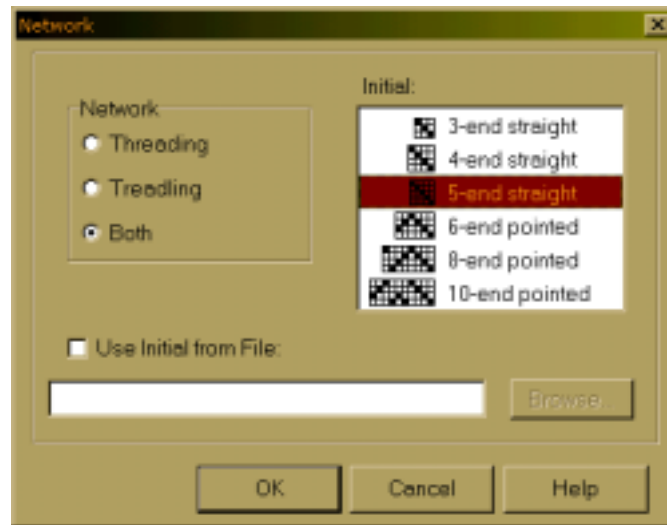 Network
Initial:
Network
Threading
Treadling
Both
3-end straight
4-end straight
5-end straight
6-end pointed
8-end pointed
10-end pointed
Use Initial from File:
Browse...
OK
Cancel
Help